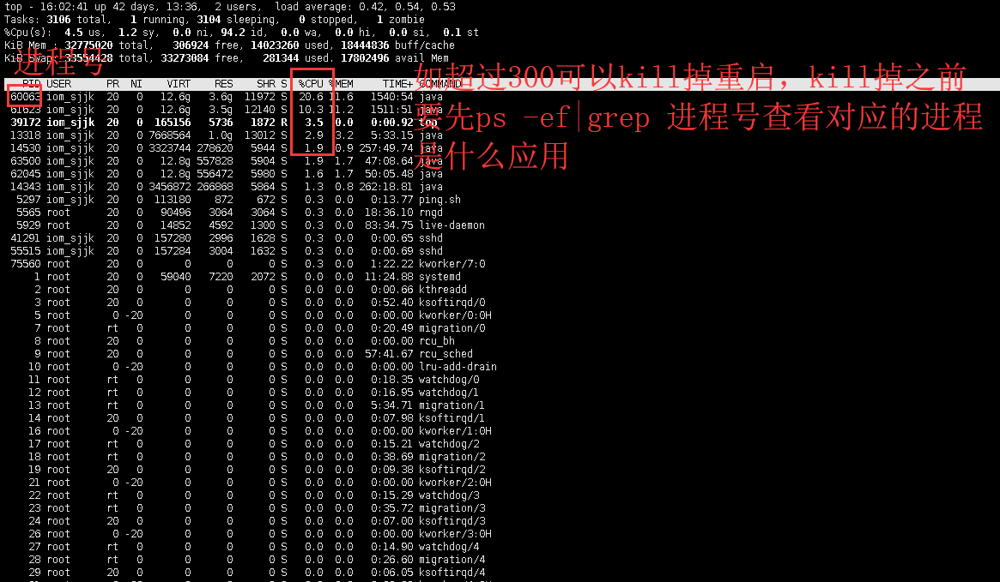 top - 16:02:41 up 42 days, 13:36,  2 users,  load average: 0.42, 0.54, 0.53
Tasks: 3106 total,   1 running, 3104 sleeping,   0 stopped,   1 zombie
%Cpu(s):  4.5 us,  1.2 sy,  0.0 ni, 94.2 id,  0.0 wa,  0.0 hi,  0.0 si,  0.1 st
KiB Mem : 32775020 total,   306924 free, 14023260 used, 18444836 buff/cache
KiB Swap: 33554428 total, 33273084 free,   281344 used, 17802496 avail Mem
进程号
PID USER PR NI VIRT RES SHR S %CPU %MEM TIME+ COMMAND
如超过300可以kill掉重启，kill掉之前
要先ps -ef|grep 进程号查看对应的进程
是什么应用
60063 iom_sjjk 20 0 12.6g 3.6g 11972 S 20.6 11.6 1540:54 java
61623 iom_sjjk 20 0 12.6g 3.5g 12140 S 10.3 11.2 1511:51 java
39172 iom_sjjk 20 0 165156 5736 1872 R 3.5 0.0 0:00.92 top
13318 iom_sjjk 20 0 7668564 1.0g 13012 S 2.9 3.2 5:33.15 java
14530 iom_sjjk 20 0 3323744 278620 5944 S 1.9 0.9 257:49.74 java
63500 iom_sjjk 20 0 12.8g 557828 5904 S 1.9 1.7 47:08.64 java
62045 iom_sjjk 20 0 12.8g 556472 5980 S 1.6 1.7 50:05.48 java
14343 iom_sjjk 20 0 3456872 266868 5864 S 1.3 0.8 262:18.81 java
5297 iom_sjjk 20 0 113180 872 672 S 0.3 0.0 0:13.77 ping.sh
5565 root 20 0 90496 3064 3064 S 0.3 0.0 18:36.10 rngd
5929 root 20 0 14852 4592 1300 S 0.3 0.0 83:34.75 live-daemon
41291 iom_sjjk 20 0 157280 2996 1628 S 0.3 0.0 0:00.65 sshd
55515 iom_sjjk 20 0 157284 3004 1632 S 0.3 0.0 0:00.69 sshd
75560 root 20 0 0 0 0 S 0.3 0.0 1:22.22 kworker/7:0
1 root 20 0 59040 7220 2072 S 0.0 0.0 11:24.88 systemd
2 root 20 0 0 0 0 S 0.0 0.0 0:00.66 kthreadd
3 root 20 0 0 0 0 S 0.0 0.0 0:52.40 ksoftirqd/0
5 root 0 -20 0 0 0 S 0.0 0.0 0:00.00 kworker/0:0H
7 root rt 0 0 0 0 S 0.0 0.0 0:20.49 migration/0
8 root 20 0 0 0 0 S 0.0 0.0 0:00.00 rcu_bh
9 root 20 0 0 0 0 S 0.0 0.0 57:41.67 rcu_sched
10 root 0 -20 0 0 0 S 0.0 0.0 0:00.00 lru-add-drain
11 root rt 0 0 0 0 S 0.0 0.0 0:18.35 watchdog/0
12 root rt 0 0 0 0 S 0.0 0.0 0:16.95 watchdog/1
13 root rt 0 0 0 0 S 0.0 0.0 5:34.71 migration/1
14 root 20 0 0 0 0 S 0.0 0.0 0:07.98 ksoftirqd/1
16 root 0 -20 0 0 0 S 0.0 0.0 0:00.00 kworker/1:0H
17 root rt 0 0 0 0 S 0.0 0.0 0:15.21 watchdog/2
18 root rt 0 0 0 0 S 0.0 0.0 0:38.69 migration/2
19 root 20 0 0 0 0 S 0.0 0.0 0:09.38 ksoftirqd/2
21 root 0 -20 0 0 0 S 0.0 0.0 0:00.00 kworker/2:0H
22 root rt 0 0 0 0 S 0.0 0.0 0:15.29 watchdog/3
23 root rt 0 0 0 0 S 0.0 0.0 0:35.72 migration/3
24 root 20 0 0 0 0 S 0.0 0.0 0:07.00 ksoftirqd/3
26 root 0 -20 0 0 0 S 0.0 0.0 0:00.00 kworker/3:0H
27 root rt 0 0 0 0 S 0.0 0.0 0:14.90 watchdog/4
28 root rt 0 0 0 0 S 0.0 0.0 0:26.60 migration/4
29 root 20 0 0 0 0 S 0.0 0.0 0:06.05 ksoftirqd/4